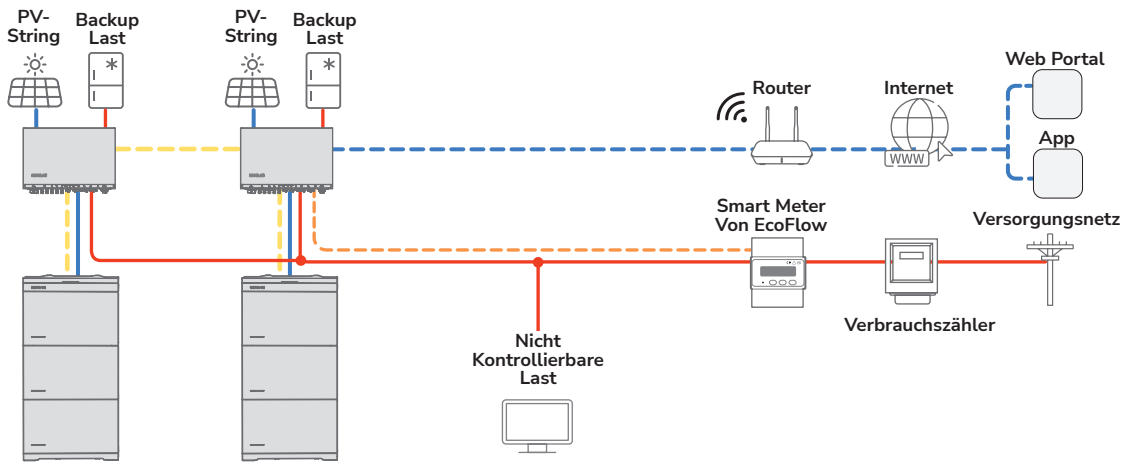 PV-
String
Backup
Last
PV-
String
Backup
Last
Router
Internet
WWW
Web Portal
App
Smart Meter
Von EcoFlow
Versorgungsnetz
Verbrauchszähler
Nicht
Kontrollierbare
Last